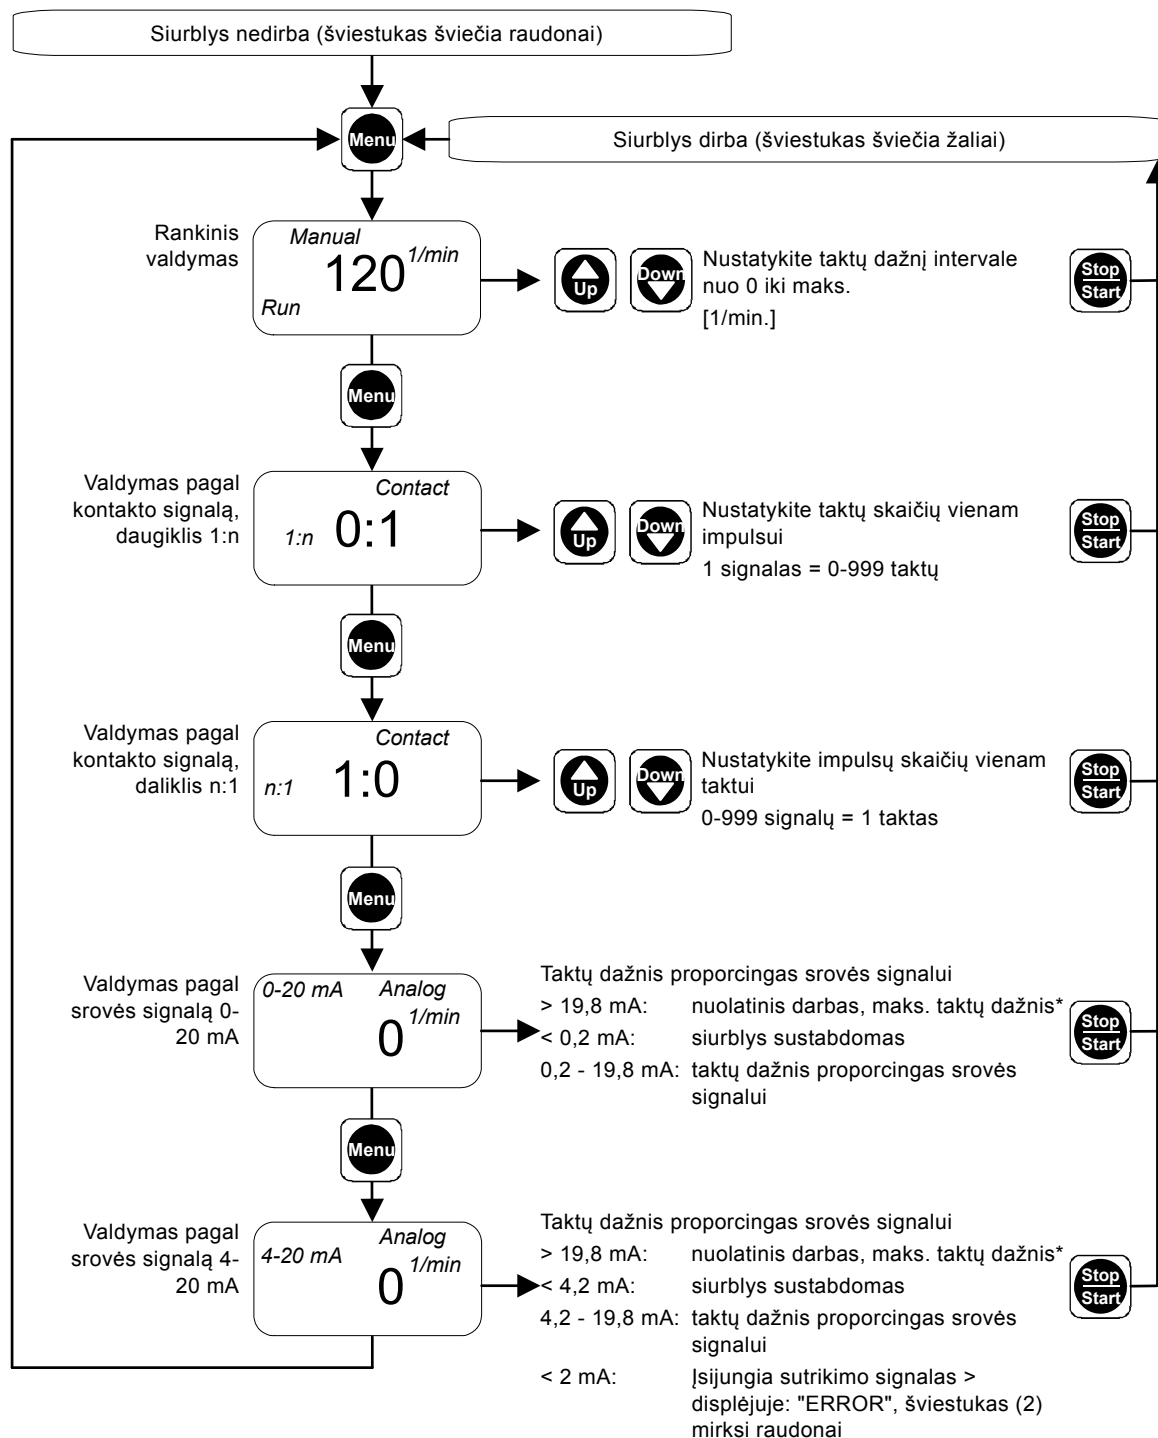 Siurblys nedirba (šviestukas šviečia raudonai)
Menu
Siurblys dirba (šviestukas šviečia žaliai)
Rankinis
valdymas
Manual
120 1/min
Run
Up
Down
Nustatykite taktų dažnį intervale
nuo 0 iki maks.
[1/min.]
Stop
Start
Menu
Valdymas pagal
kontakto signalą,
daugiklis 1:n
Contact
1:n 0:1
Up
Down
Nustatykite taktų skaičių vienam
impulsui
1 signalas = 0-999 taktų
Stop
Start
Menu
Valdymas pagal
kontakto signalą,
daliklis n:1
Contact
n:1 1:0
Up
Down
Nustatykite impulsų skaičių vienam
taktui
0-999 signalų = 1 taktas
Stop
Start
Menu
Valdymas pagal
srovės signalą 0-
20 mA
0-20 mA Analog
0 1/min
Taktų dažnis proporcingas srovės signalui
> 19,8 mA: nuolatinis darbas, maks. taktų dažnis*
< 0,2 mA: siurblys sustabdomas
0,2 - 19,8 mA: taktų dažnis proporcingas srovės
signalui
Stop
Start
Menu
Valdymas pagal
srovės signalą 4-
20 mA
Analog
4-20 mA
0 1/min
Taktų dažnis proporcingas srovės signalui
> 19,8 mA: nuolatinis darbas, maks. taktų dažnis*
< 4,2 mA: siurblys sustabdomas
4,2 - 19,8 mA: taktų dažnis proporcingas srovės
signalui
< 2 mA: Įsijungia sutrikimo signalas >
displėjuje: "ERROR", šviestukas (2)
mirksi raudonai
Stop
Start